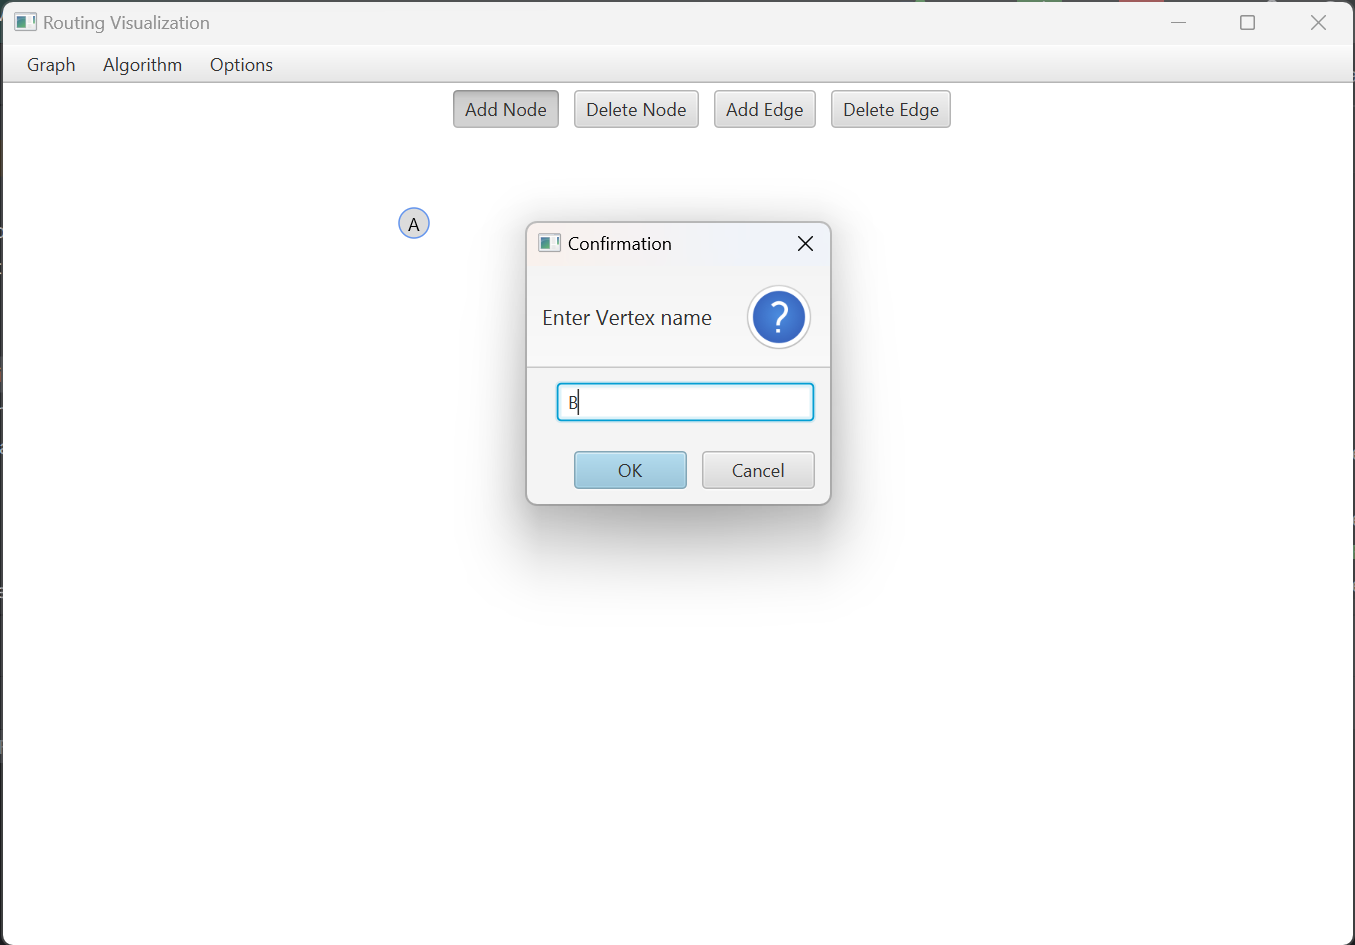 Routing Visualization
Graph Algorithm Options
Add Node Delete Node Add Edge Delete Edge
A
Confirmation
Enter Vertex name
?
B
OK Cancel